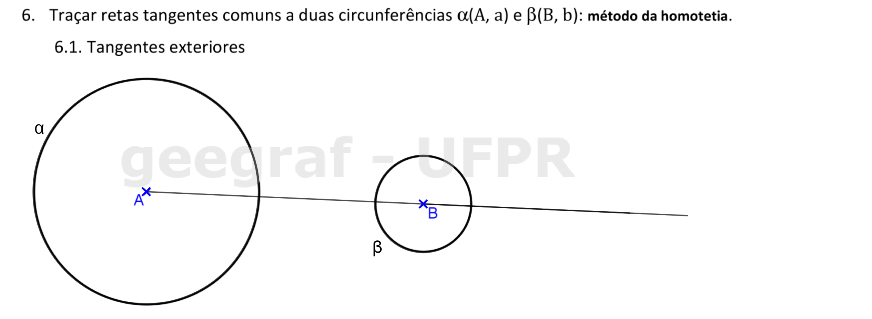 6. Traçar retas tangentes comuns a duas circunferências α(A, a) e β(B, b): método da homotetia.
6.1. Tangentes exteriores
α
geegraf - UFPR
A
B
β